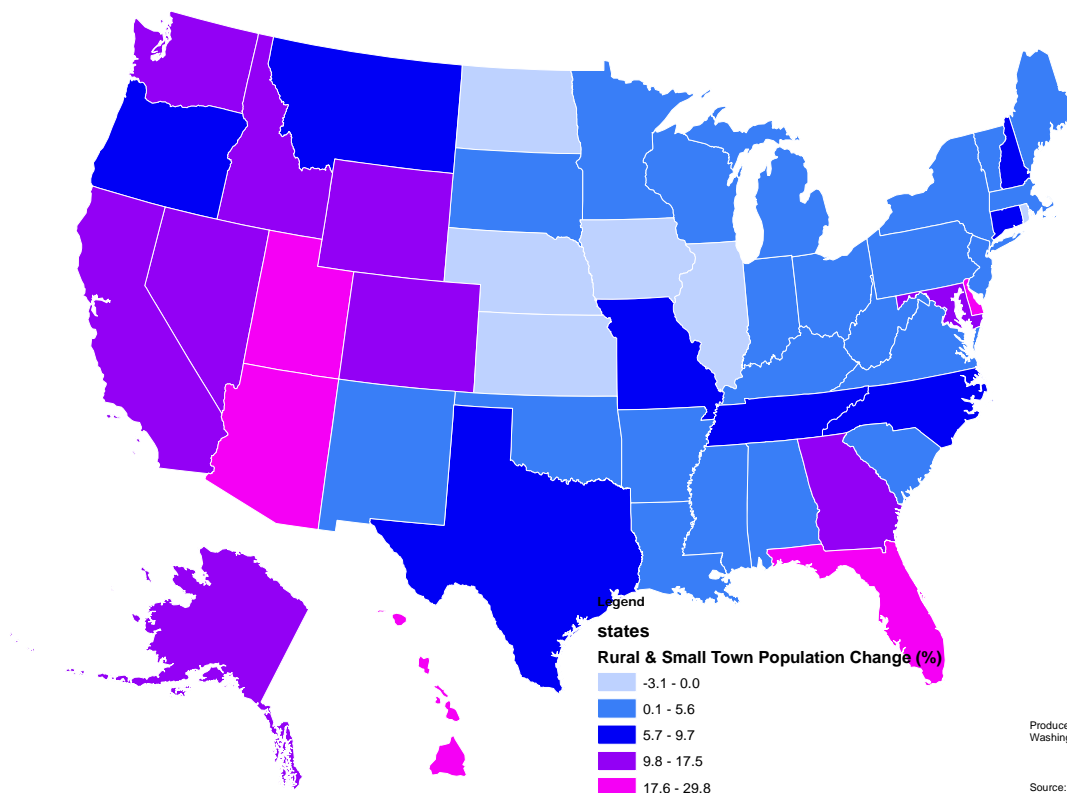 Legend
states
Rural & Small Town Population Change (%)
-3.1 - 0.0
0.1 - 5.6
5.7 - 9.7
9.8 - 17.5
17.6 - 29.8
Produce
Washing
Source: